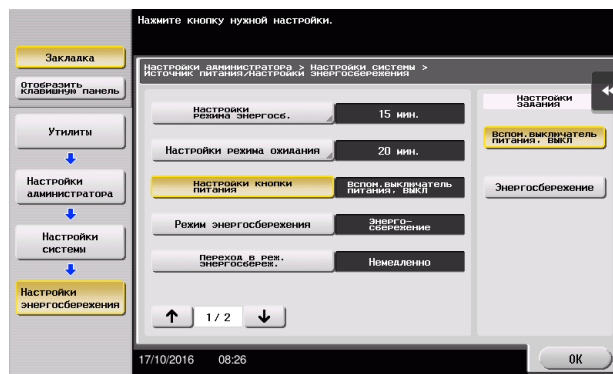 Нажмите кнопку нужной настройки.
Закладка
Отобразить
клавишную панель
Утилиты
Настройки
администратора
Настройки
системы
Настройки
энергосбережения
Настройки администратора > Настройки системы >
Источник питания/Настройки энергосбережения
Настройки
режима энергосб.
15 мин.
Настройки режима ожидания
20 мин.
Настройки кнопки
питания
Вспом.выключатель
питания, ВЫКЛ
Режим энергосбережения
Энерго-
сбережение
Переход в реж.
энергосбереж.
Немедленно
1/ 2
Настройки
задания
Вспом.выключатель
питания, ВЫКЛ
Энергосбережение
17/10/2016 08:26
OK